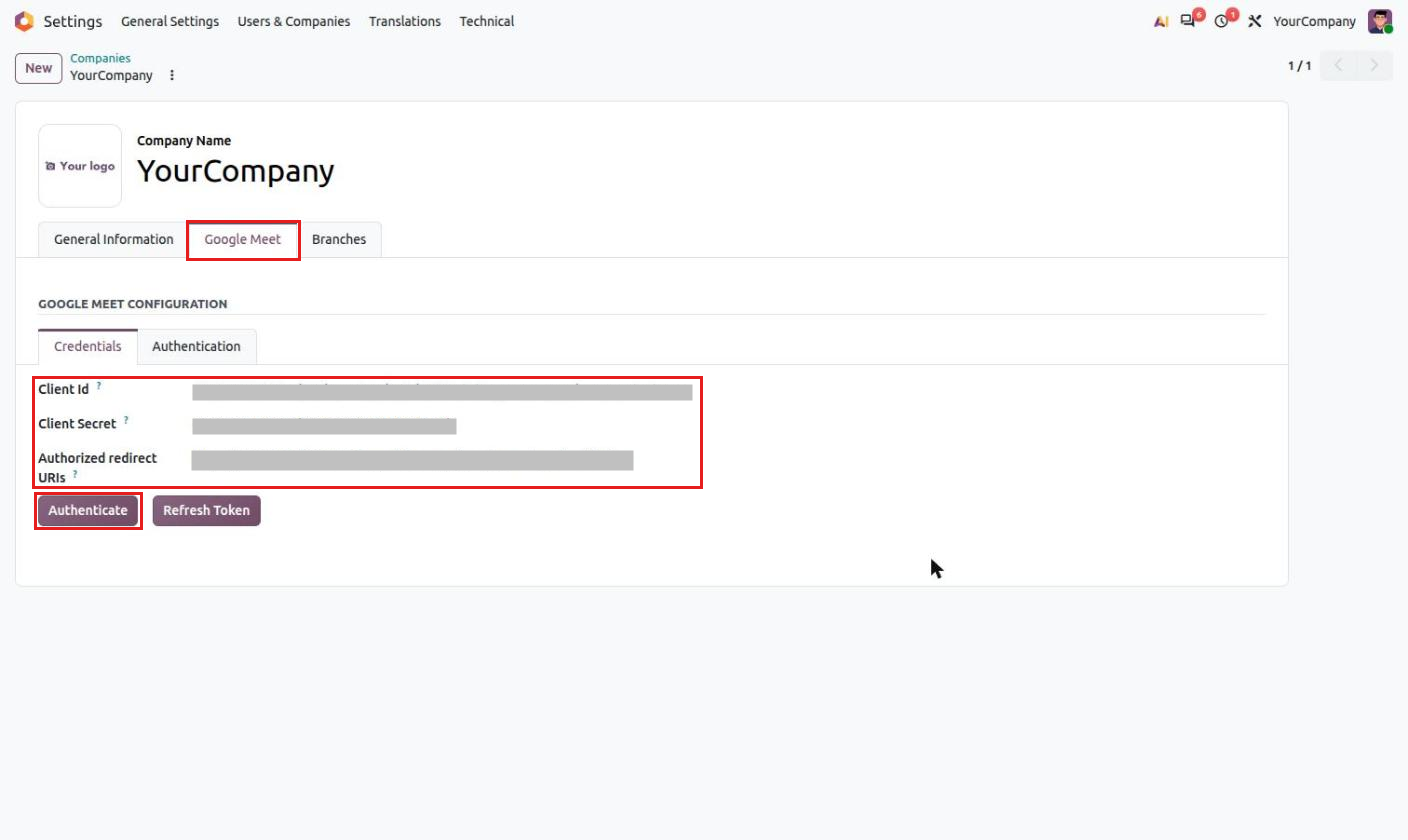 Settings General Settings Users & Companies Translations Technical AI 6 1 YourCompany
New Companies
YourCompany
1 / 1
Your logo
Company Name
YourCompany
General Information Google Meet Branches
GOOGLE MEET CONFIGURATION
Credentials Authentication
Client Id ?
Client Secret ?
Authorized redirect
URIs ?
Authenticate Refresh Token